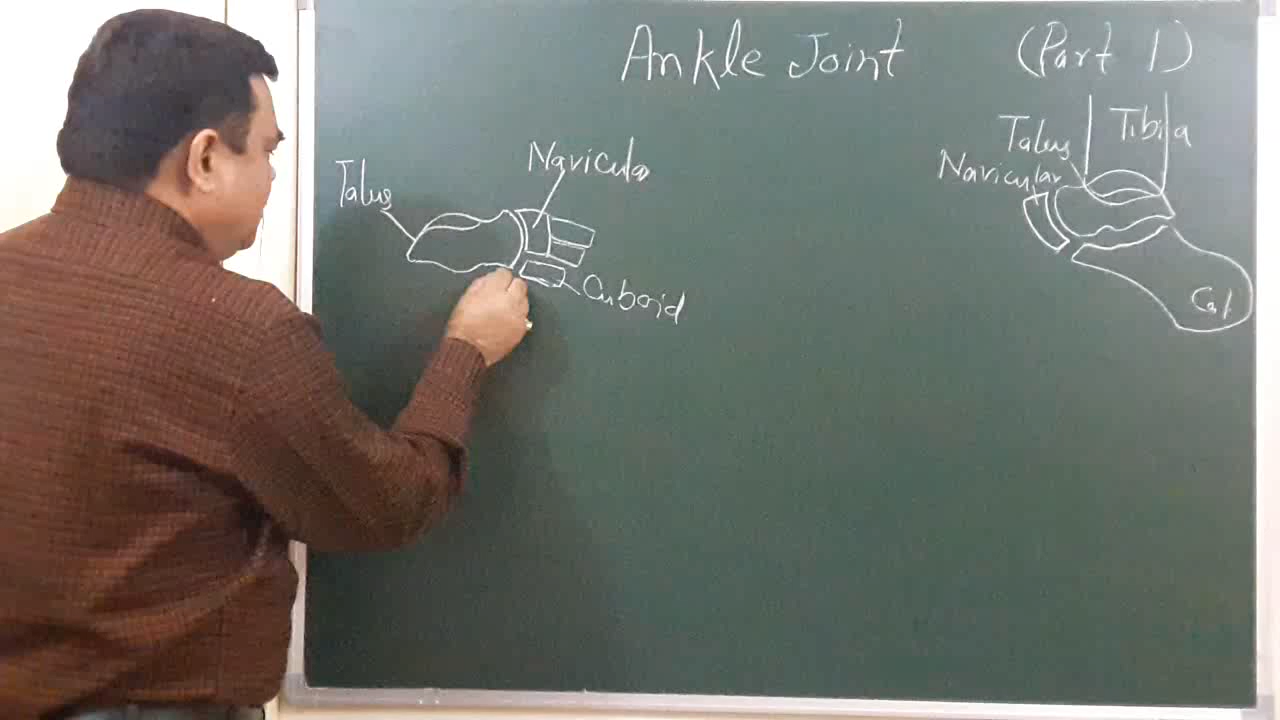 Ankle Joint (Part 1)
Talus
Navicula
Cuboid
Talus
Tibia
Navicular
Cal.